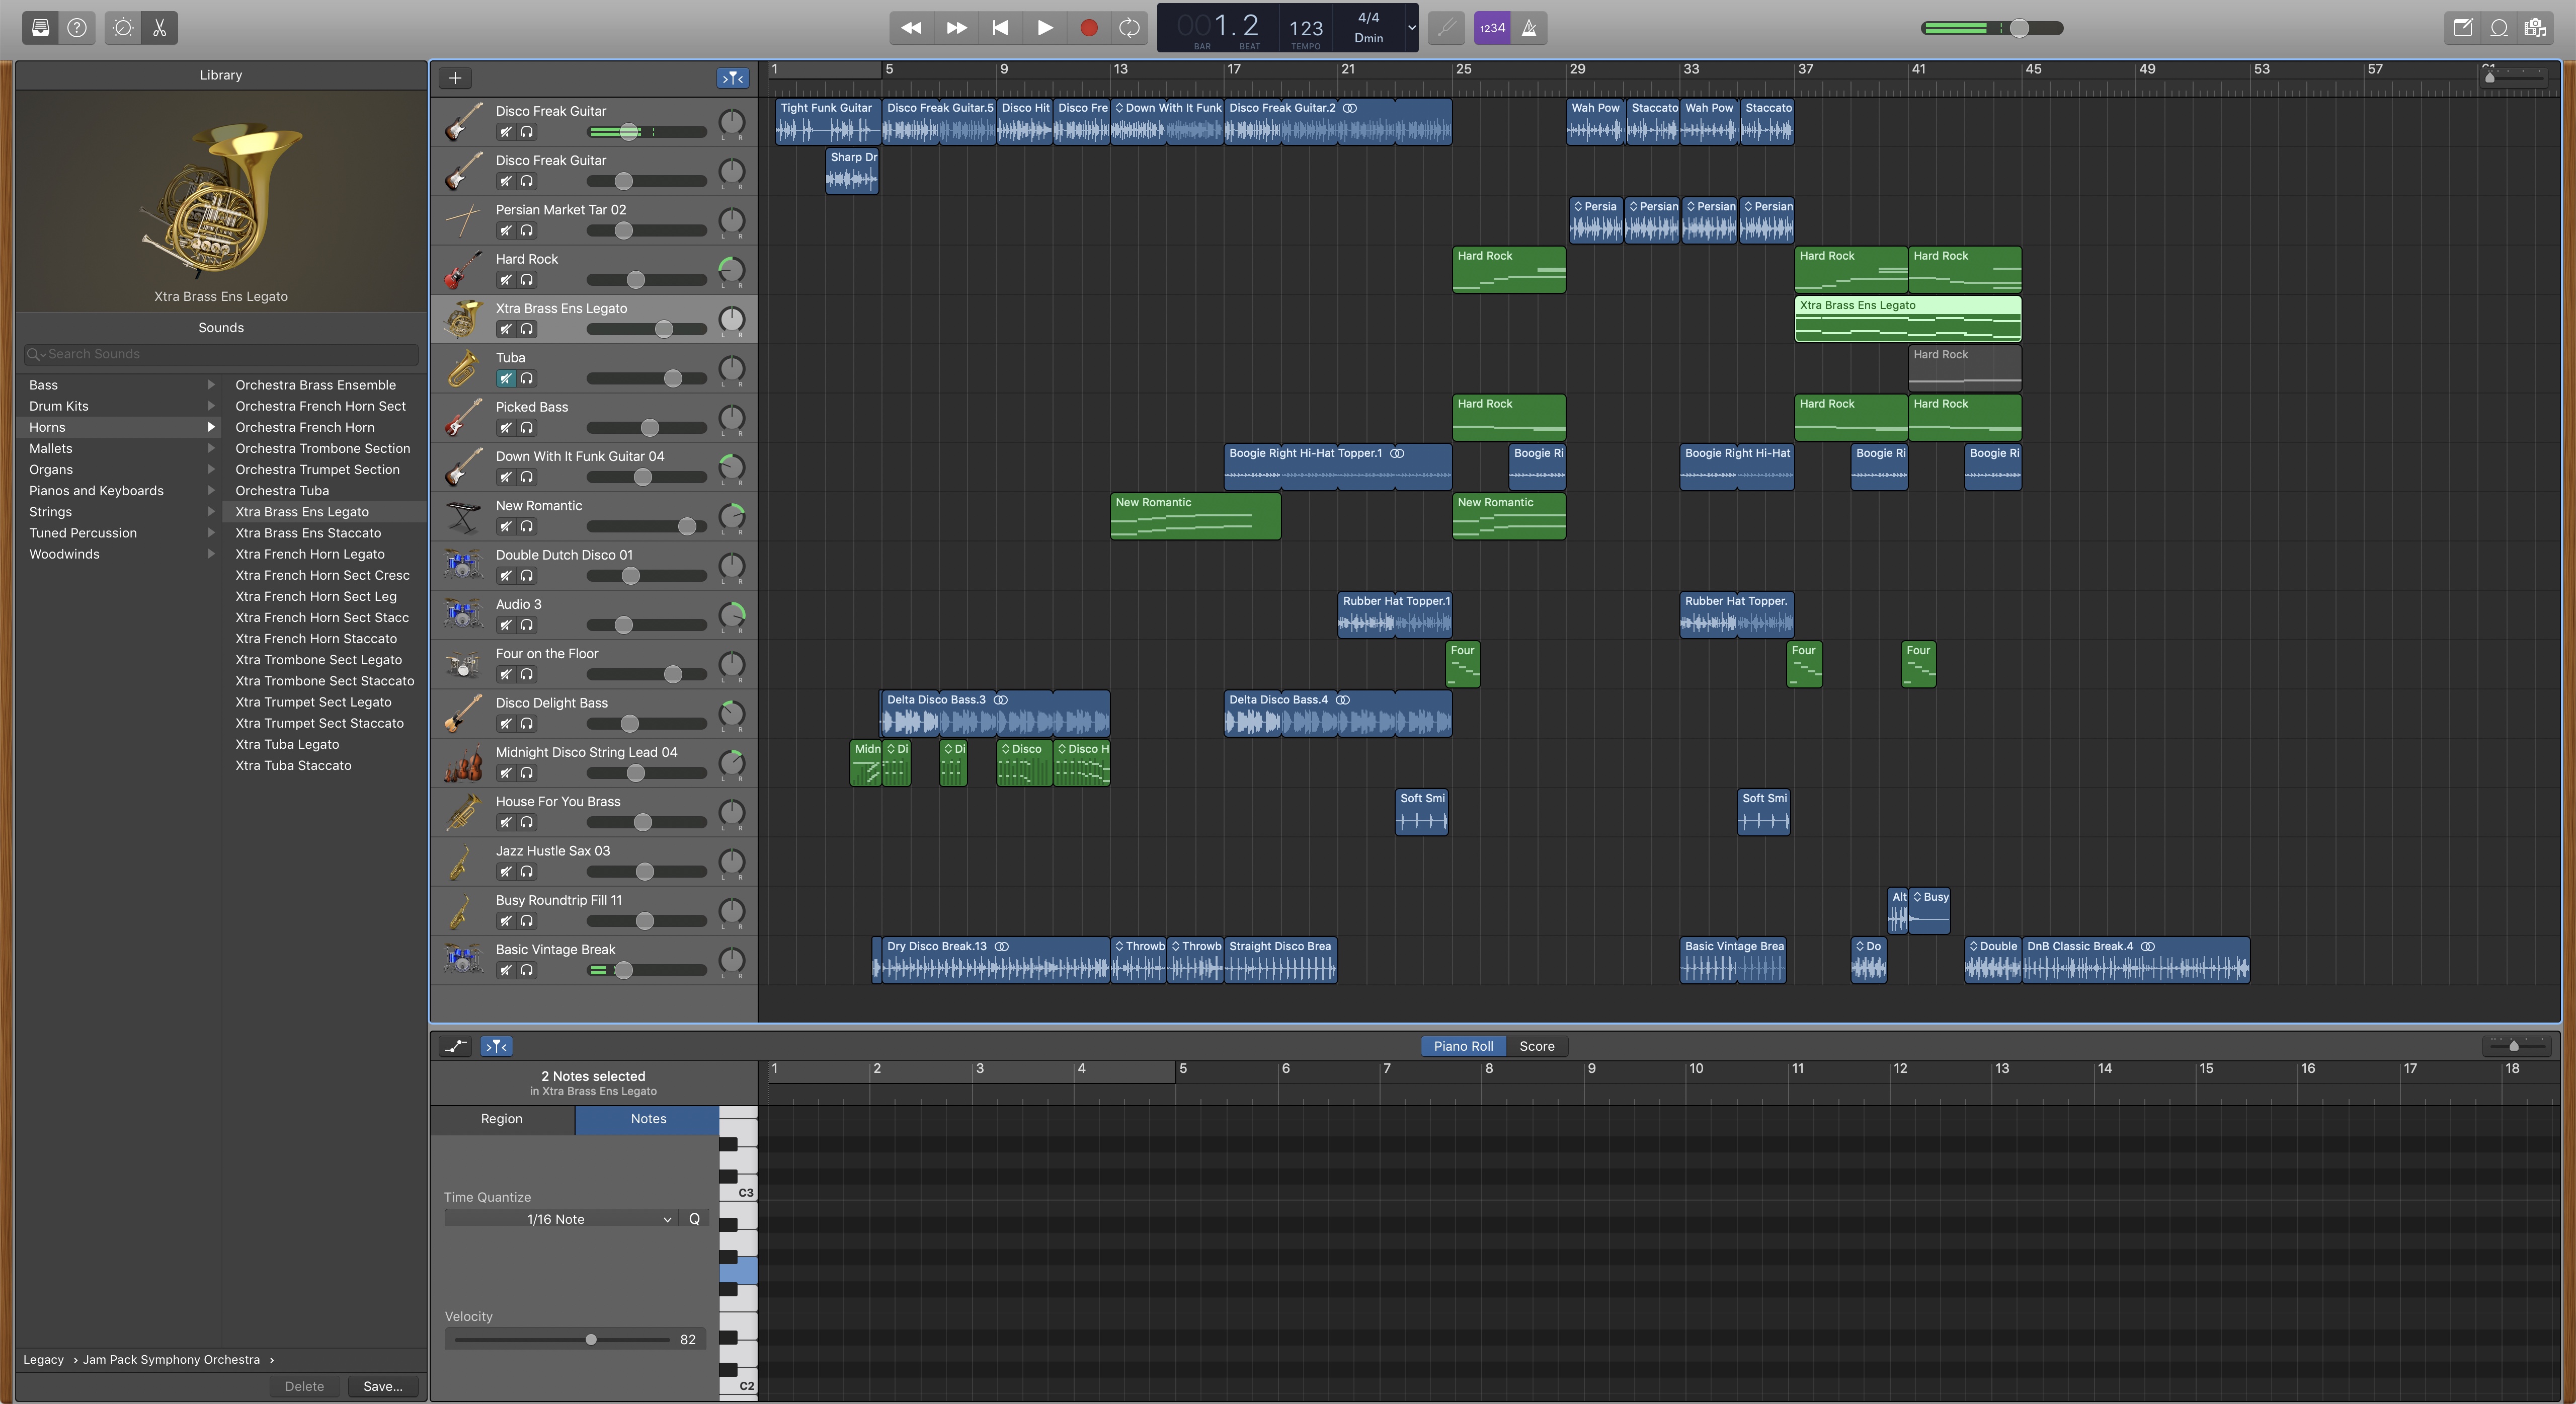 001.2
BAR
BEAT
123
TEMPO
4/4
Dmin
1234
Library
Xtra Brass Ens Legato
Sounds
Search Sounds
Bass
Drum Kits
Horns
Mallets
Organs
Pianos and Keyboards
Strings
Tuned Percussion
Woodwinds
Orchestra Brass Ensemble
Orchestra French Horn Sect
Orchestra French Horn
Orchestra Trombone Section
Orchestra Trumpet Section
Orchestra Tuba
Xtra Brass Ens Legato
Xtra Brass Ens Staccato
Xtra French Horn Legato
Xtra French Horn Sect Cresc
Xtra French Horn Sect Leg
Xtra French Horn Sect Stacc
Xtra French Horn Staccato
Xtra Trombone Sect Legato
Xtra Trombone Sect Staccato
Xtra Trumpet Sect Legato
Xtra Trumpet Sect Staccato
Xtra Tuba Legato
Xtra Tuba Staccato
Legacy › Jam Pack Symphony Orchestra ›
Delete Save...
1 5 9 13 17 21 25 29 33 37 41 45 49 53 57
Disco Freak Guitar
L R
Tight Funk Guitar Disco Freak Guitar.5 Disco Hit Disco Fre Down With It Funk Disco Freak Guitar.2 Wah Pow Staccato Wah Pow Staccato
Disco Freak Guitar
L R
Sharp Dr
Persian Market Tar 02
L R
Persia Persian Persian Persian
Hard Rock
L R
Hard Rock Hard Rock Hard Rock
Xtra Brass Ens Legato
L R
Xtra Brass Ens Legato
Tuba
L R
Hard Rock
Picked Bass
L R
Hard Rock Hard Rock Hard Rock
Down With It Funk Guitar 04
L R
Boogie Right Hi-Hat Topper.1 Boogie Ri Boogie Right Hi-Hat Boogie Ri Boogie Ri
New Romantic
L R
New Romantic New Romantic
Double Dutch Disco 01
L R
Audio 3
L R
Rubber Hat Topper.1 Rubber Hat Topper.
Four on the Floor
L R
Four Four Four
Disco Delight Bass
L R
Delta Disco Bass.3 Delta Disco Bass.4
Midnight Disco String Lead 04
L R
Midn Di Di Disco Disco H
House For You Brass
L R
Soft Smi Soft Smi
Jazz Hustle Sax 03
L R
Busy Roundtrip Fill 11
L R
Alt Busy
Basic Vintage Break
L R
Dry Disco Break.13 Throwb Throwb Straight Disco Brea Basic Vintage Brea Do Double DnB Classic Break.4
Piano Roll Score
2 Notes selected
in Xtra Brass Ens Legato
1 2 3 4 5 6 7 8 9 10 11 12 13 14 15 16 17 18
Region Notes
C3
Time Quantize
1/16 Note Q
Velocity
82
C2